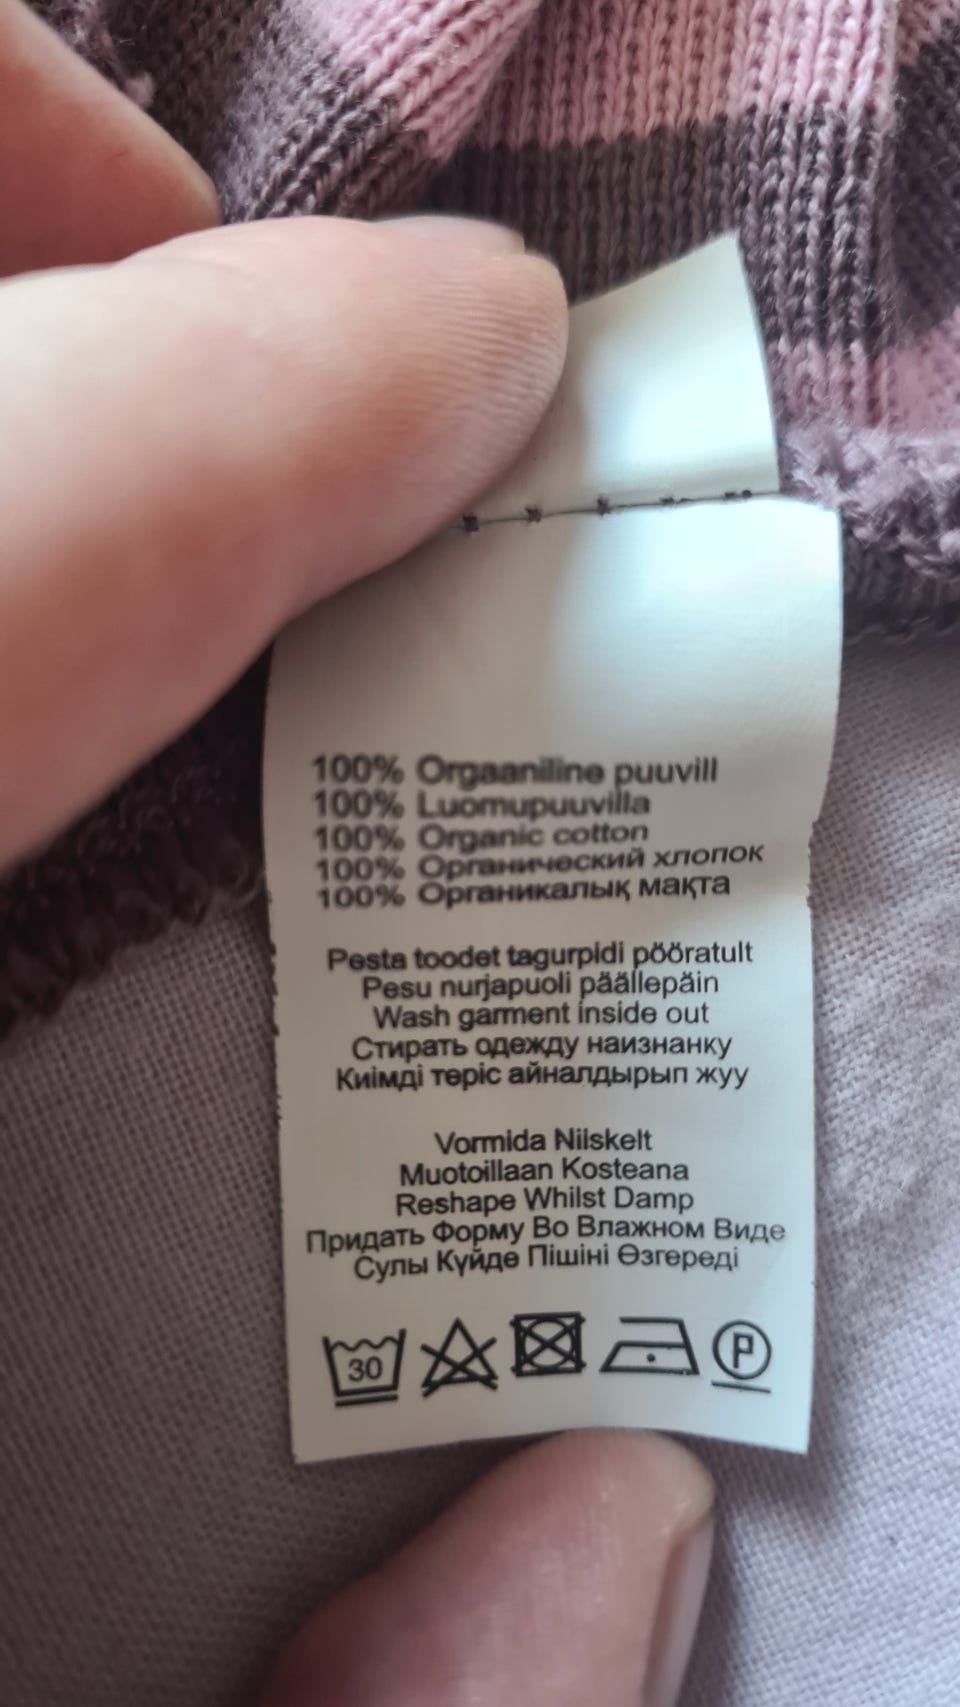 100% Orgaaniline puuvill
100% Luomupuuvilla
100% Organic cotton
100% Органический хлопок
100% Органикалық мақта
Pesta toodet tagurpidi pööratult
Pesu nurjapuoli päällepäin
Wash garment inside out
Стирать одежду наизнанку
Киімді теріс айналдырып жуу
Vormida Niiskelt
Muotoillaan Kosteana
Reshape Whilst Damp
Придать Форму Во Влажном Виде
Сулы Күйде Пішіні Өзгереді
30 P